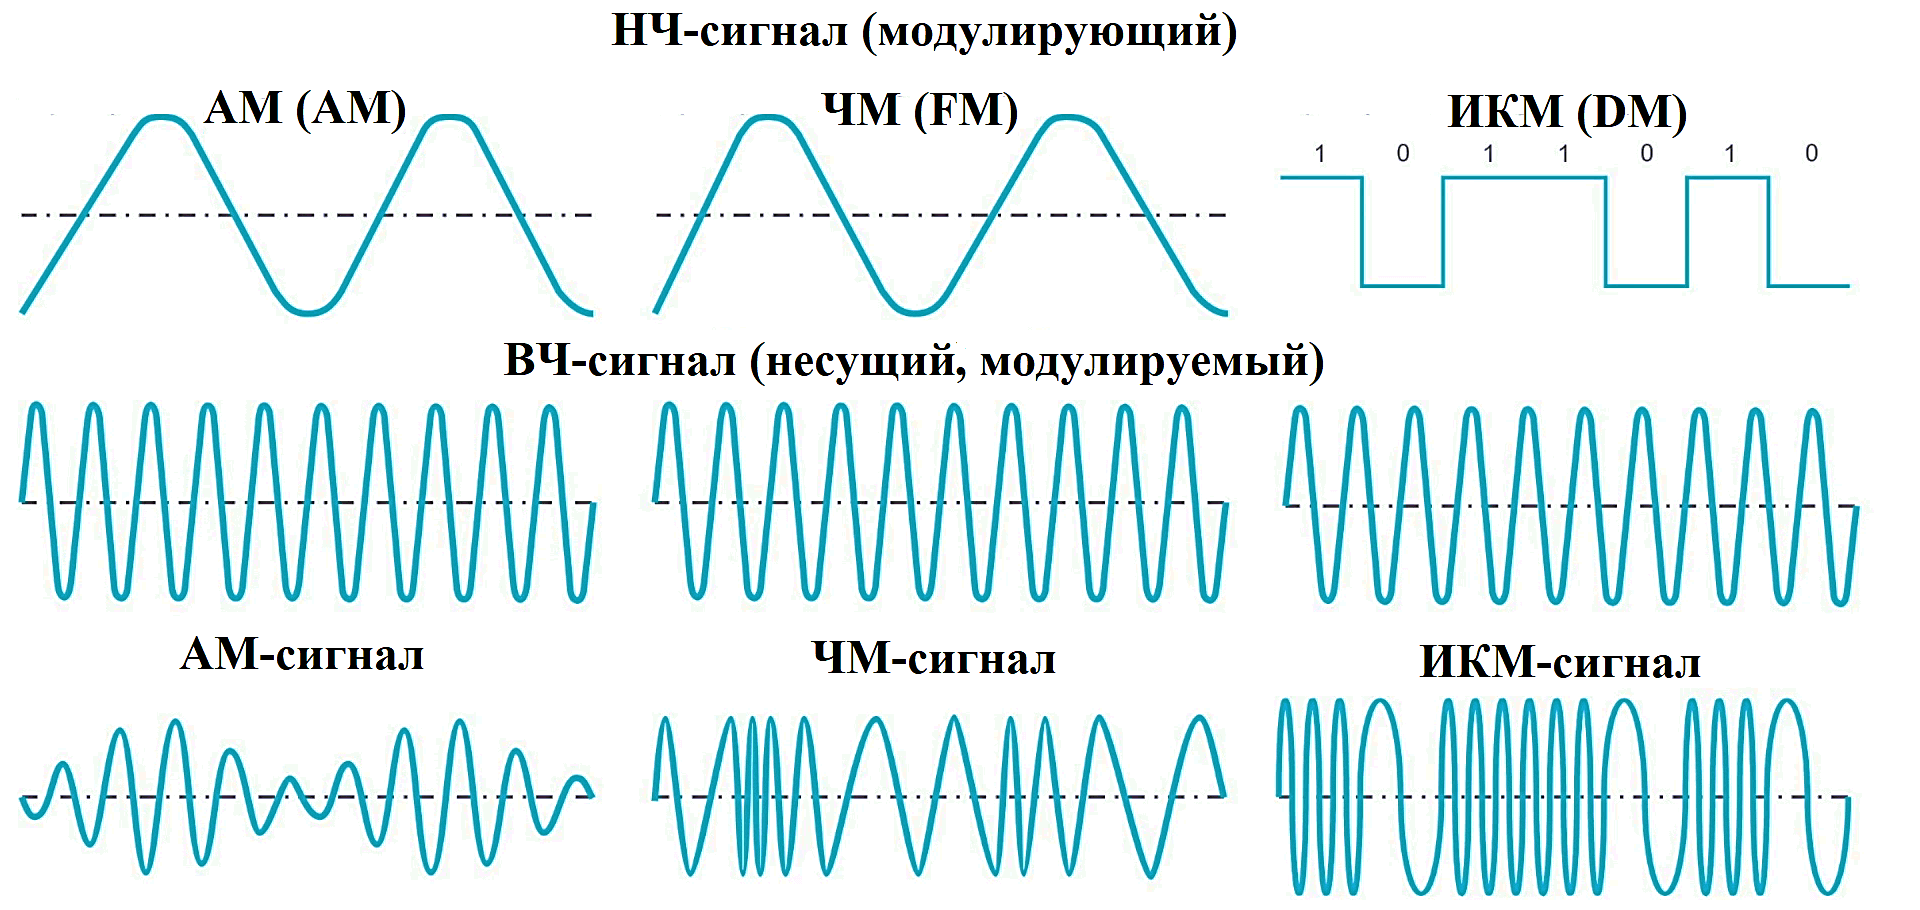 НЧ-сигнал (модулирующий)
АМ (AM)
ЧМ (FM)
ИКМ (DM)
1 0 1 1 0 1 0
ВЧ-сигнал (несущий, модулируемый)
АМ-сигнал
ЧМ-сигнал
ИКМ-сигнал